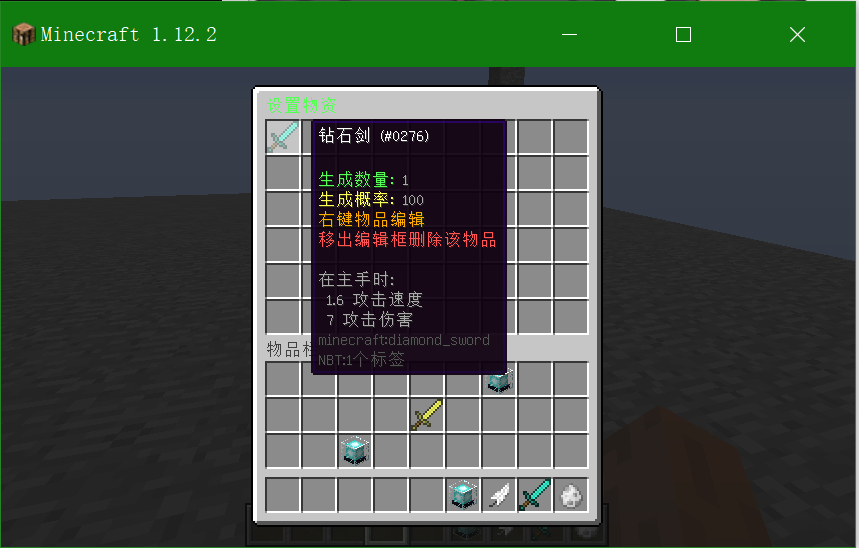 Minecraft 1.12.2
设置物资
钻石剑 (#0276)
生成数量: 1
生成概率: 100
右键物品编辑
移出编辑框删除该物品
在主手时:
1.6 攻击速度
7 攻击伤害
minecraft:diamond_sword
NBT:1个标签
物品